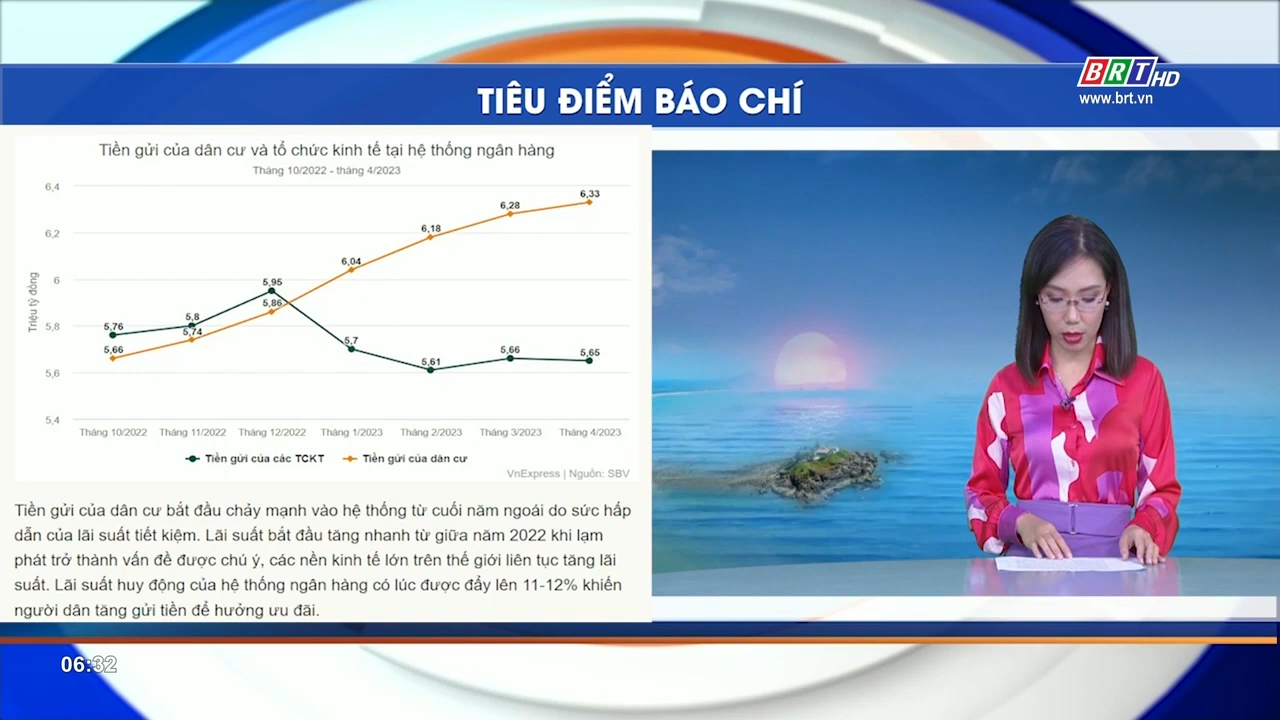 TIÊU ĐIỂM BÁO CHÍ
BRT HD
www.brt.vn
Tiền gửi của dân cư và tổ chức kinh tế tại hệ thống ngân hàng
Tháng 10/2022 - tháng 4/2023
Triệu tỷ đồng
6,4
6,2
6
5,8
5,6
5,4
5,76
5,8
5,95
5,7
5,61
5,66
5,65
5,66
5,74
5,86
6,04
6,18
6,28
6,33
Tháng 10/2022 Tháng 11/2022 Tháng 12/2022 Tháng 1/2023 Tháng 2/2023 Tháng 3/2023 Tháng 4/2023
Tiền gửi của các TCKT Tiền gửi của dân cư
VnExpress | Nguồn: SBV
Tiền gửi của dân cư bắt đầu chảy mạnh vào hệ thống từ cuối năm ngoái do sức hấp
dẫn của lãi suất tiết kiệm. Lãi suất bắt đầu tăng nhanh từ giữa năm 2022 khi lạm
phát trở thành vấn đề được chú ý, các nền kinh tế lớn trên thế giới liên tục tăng lãi
suất. Lãi suất huy động của hệ thống ngân hàng có lúc được đẩy lên 11-12% khiến
người dân tăng gửi tiền để hưởng ưu đãi.
06:32